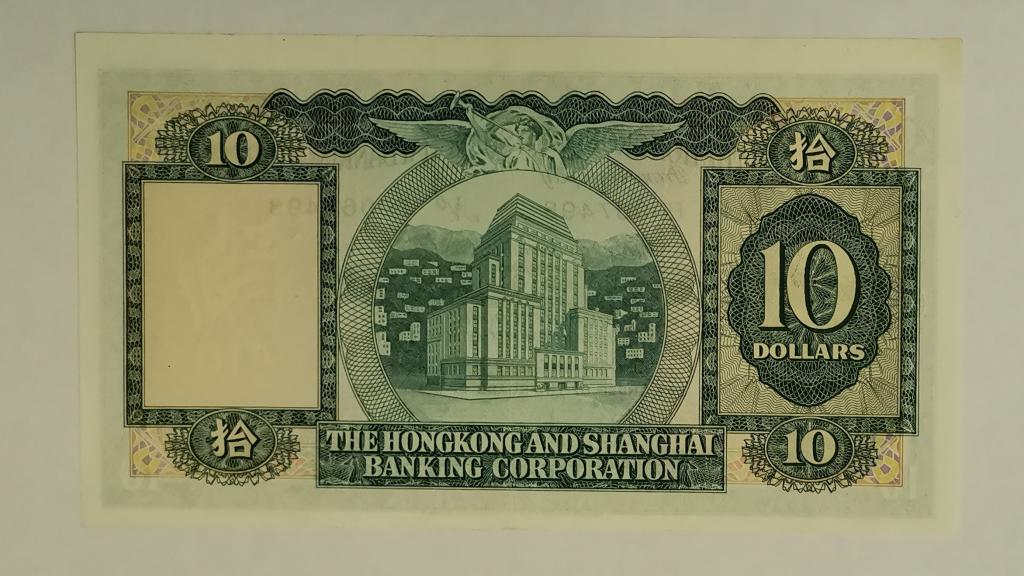 10
拾
10
DOLLARS
THE HONGKONG AND SHANGHAI
BANKING CORPORATION
拾
10